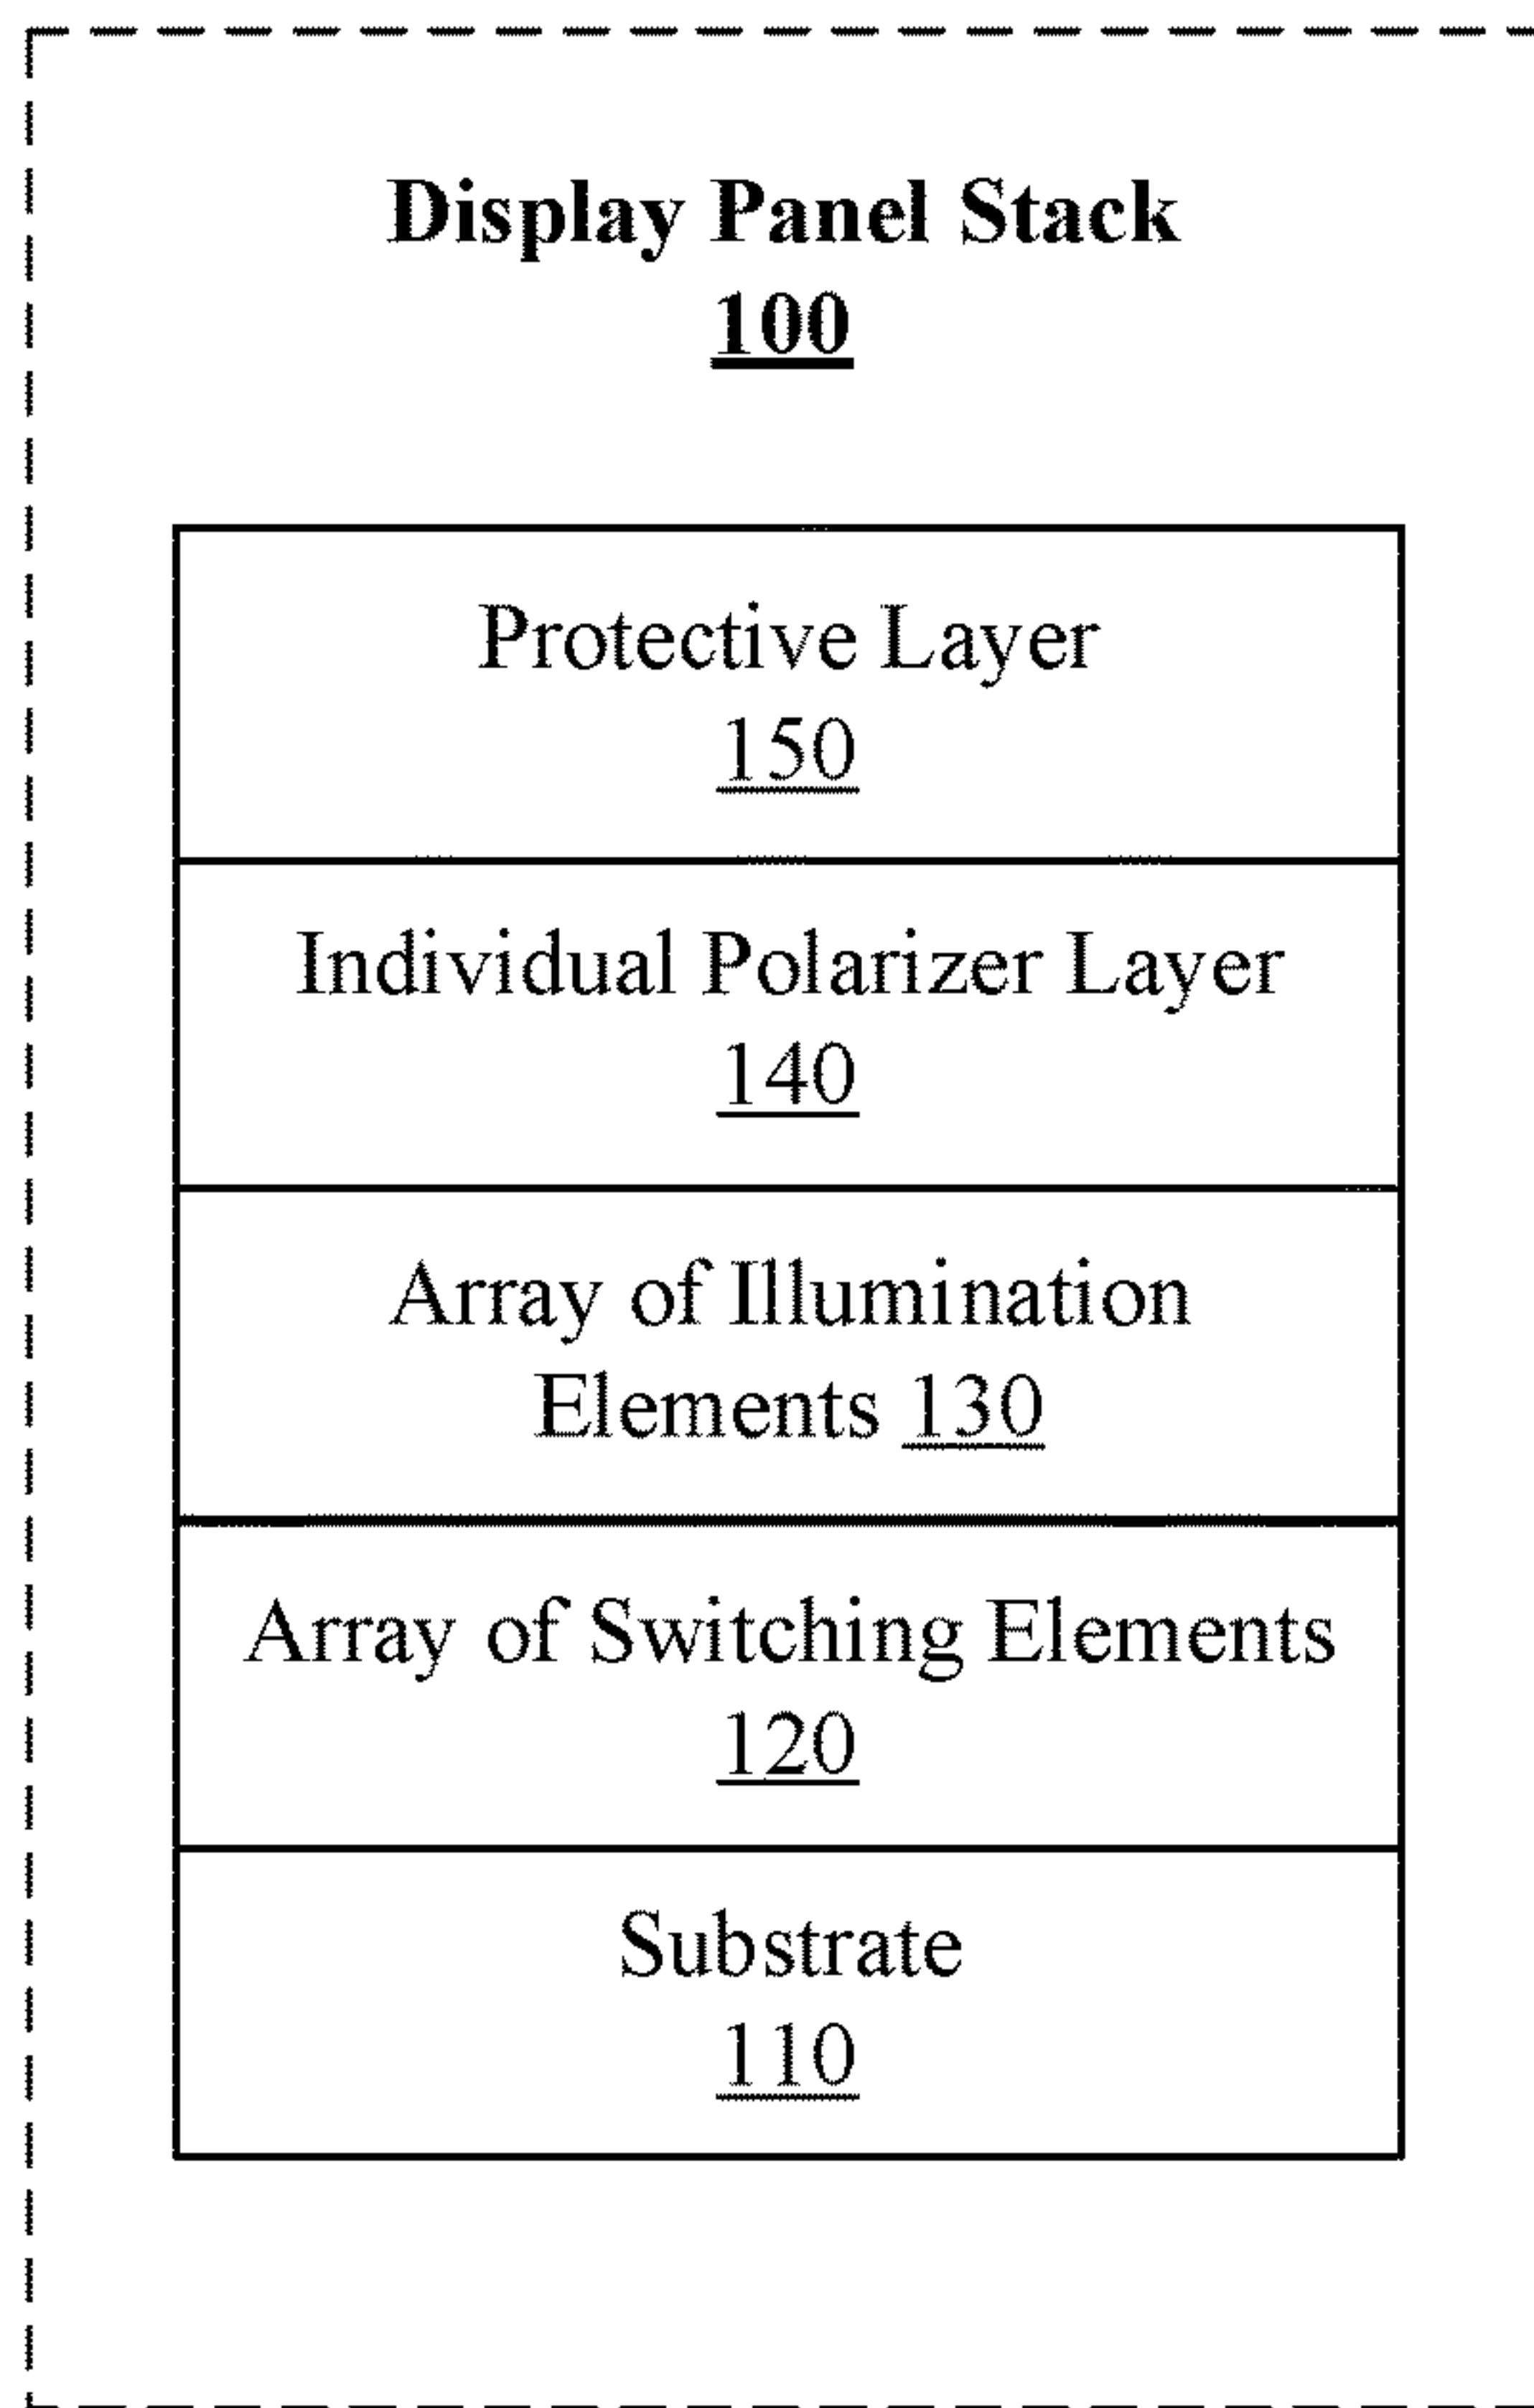 Display Panel Stack
100
Protective Layer
150
Individual Polarizer Layer
140
Array of Illumination
Elements 130
Array of Switching Elements
120
Substrate
110